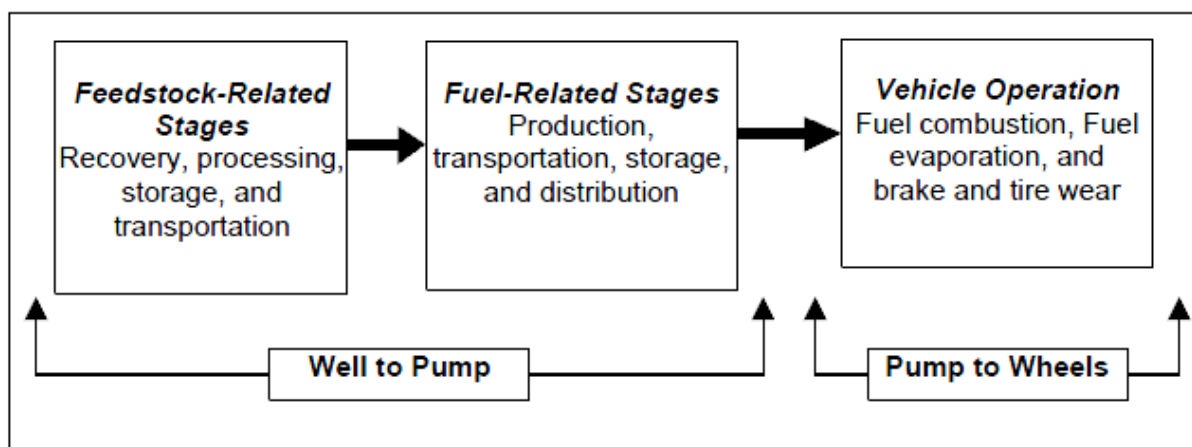 Feedstock-Related
Stages
Recovery, processing,
storage, and
transportation
Fuel-Related Stages
Production,
transportation, storage,
and distribution
Vehicle Operation
Fuel combustion, Fuel
evaporation, and
brake and tire wear
Well to Pump
Pump to Wheels